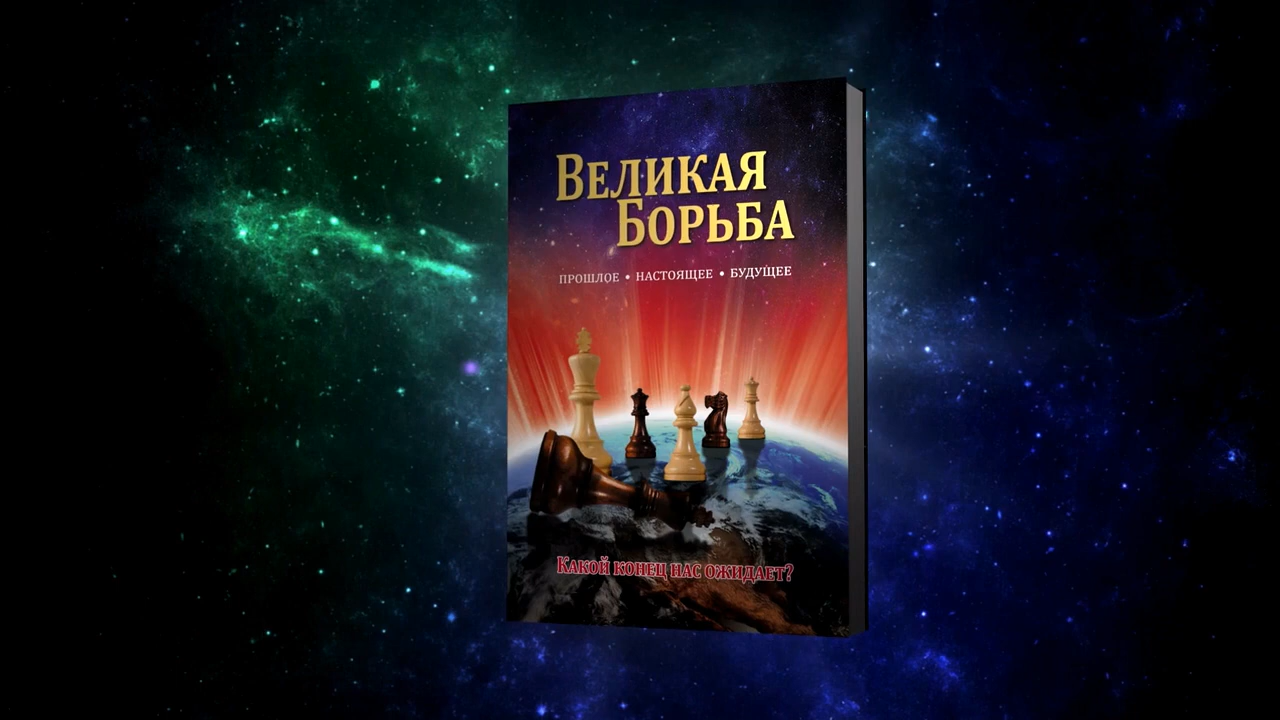 Великая
Борьба
ПРОШЛОЕ • НАСТОЯЩЕЕ • БУДУЩЕЕ
Какой конец нас ожидает?